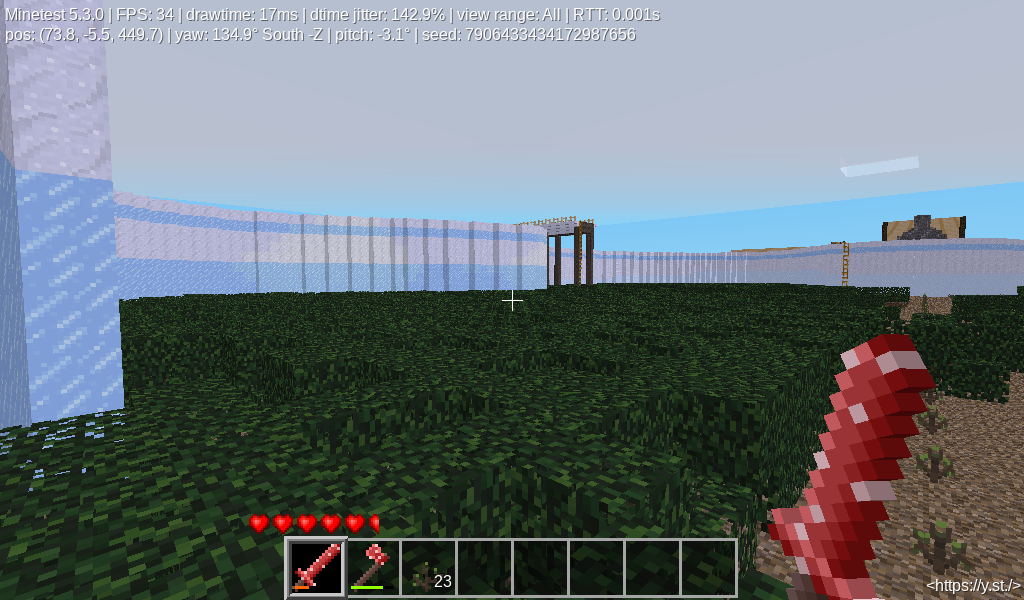 Minetest 5.3.0 | FPS: 34 | drawtime: 17ms | dtime jitter: 142.9% | view range: All | RTT: 0.001s
pos: (73.8, -5.5, 449.7) | yaw: 134.9° South -Z | pitch: -3.1° | seed: 7906433434172987656
23
<https://y.st./>